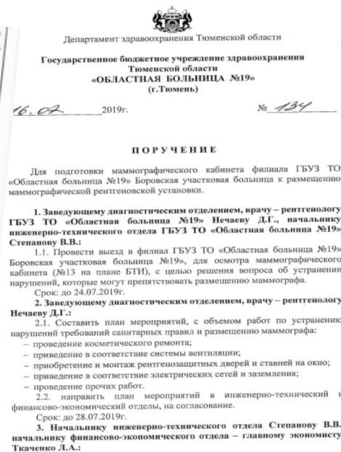 Департамент здравоохранения Тюменской области
Государственное бюджетное учреждение здравоохранения
Тюменской области
«ОБЛАСТНАЯ БОЛЬНИЦА №19»
(г.Тюмень)
16.07 2019г. № 134
ПОРУЧЕНИЕ
Для подготовки маммографического кабинета филиала ГБУЗ ТО
«Областная больница №19» Боровская участковая больница к размещению
маммографической рентгеновской установки.
1. Заведующему диагностическим отделением, врачу – рентгенологу
ГБУЗ ТО «Областная больница №19» Нечаеву Д.Г., начальнику
инженерно-технического отдела ГБУЗ ТО «Областная больница №19»
Степанову В.В.:
1.1. Провести выезд в филиал ГБУЗ ТО «Областная больница №19»
Боровская участковая больница №19», для осмотра маммографического
кабинета (№13 на плане БТИ), с целью решения вопроса об устранении
нарушений, которые могут препятствовать размещению маммографа.
Срок: до 24.07.2019г.
2. Заведующему диагностическим отделением, врачу – рентгенологу
Нечаеву Д.Г.:
2.1. Составить план мероприятий, с объемом работ по устранению
нарушений требований санитарных правил и размещению маммографа:
– проведение косметического ремонта;
– приведение в соответствие системы вентиляции;
– приобретение и монтаж рентгенозащитных дверей и ставней на окно;
– приведение в соответствие электрических сетей и заземления;
– проведение прочих работ.
2.2. направить план мероприятий в инженерно-технический и
финансово-экономический отделы, на согласование.
Срок: до 28.07.2019г.
3. Начальнику инженерно-технического отдела Степанову В.В.
начальнику финансово-экономического отдела – главному экономисту
Ткаченко Л.А.: